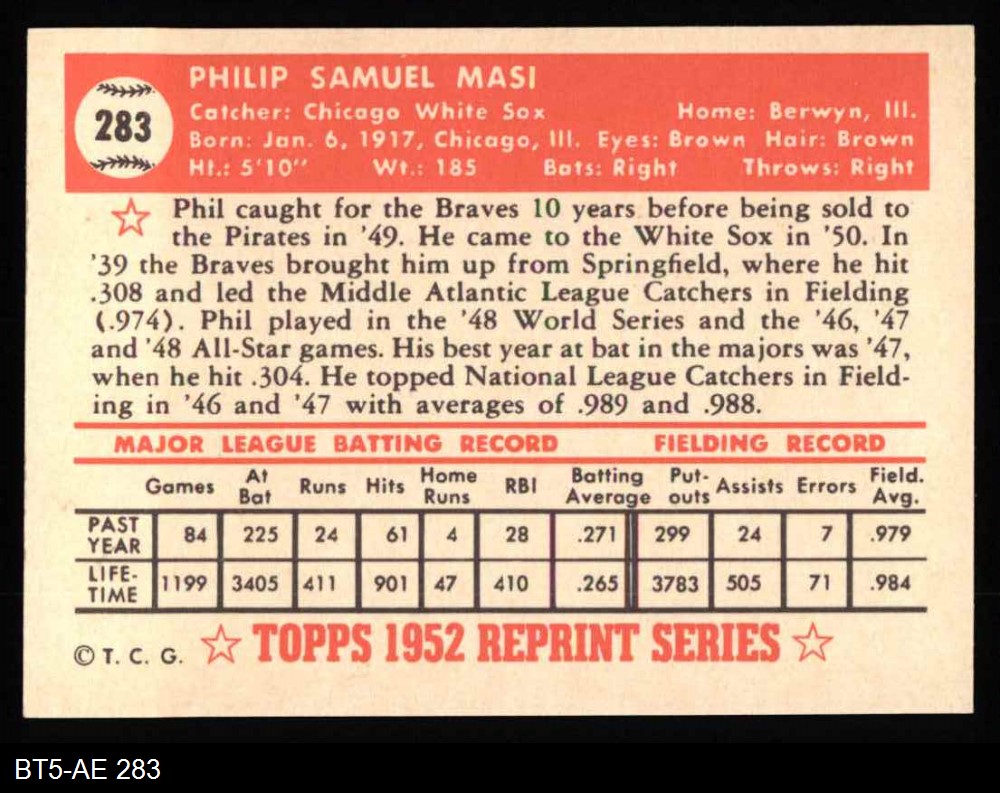 283
PHILIP SAMUEL MASI
Catcher: Chicago White Sox Home: Berwyn, Ill.
Born: Jan. 6, 1917, Chicago, Ill. Eyes: Brown Hair: Brown
Ht.: 5'10" Wt.: 185 Bats: Right Throws: Right
Phil caught for the Braves 10 years before being sold to
the Pirates in '49. He came to the White Sox in '50. In
'39 the Braves brought him up from Springfield, where he hit
.308 and led the Middle Atlantic League Catchers in Fielding
(.974). Phil played in the '48 World Series and the '46, '47
and '48 All-Star games. His best year at bat in the majors was '47,
when he hit .304. He topped National League Catchers in Field-
ing in '46 and '47 with averages of .989 and .988.
MAJOR LEAGUE BATTING RECORD FIELDING RECORD
Games At Bat Runs Hits Home Runs RBI Batting Average Put-outs Assists Errors Field. Avg.
PAST YEAR 84 225 24 61 4 28 .271 299 24 7 .979
LIFE-TIME 1199 3405 411 901 47 410 .265 3783 505 71 .984
© T. C. G. TOPPS 1952 REPRINT SERIES
BT5-AE 283